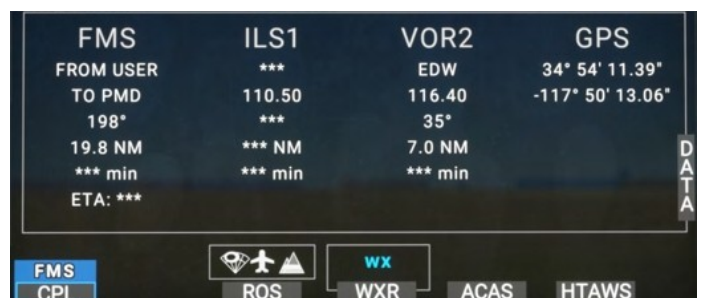 FMS ILS1 VOR2 GPS
FROM USER *** EDW 34° 54' 11.39"
TO PMD 110.50 116.40 -117° 50' 13.06"
198° *** 35°
19.8 NM *** NM 7.0 NM
*** min *** min *** min
ETA: ***
DATA
FMS WX
CPL ROS WXR ACAS HTAWS